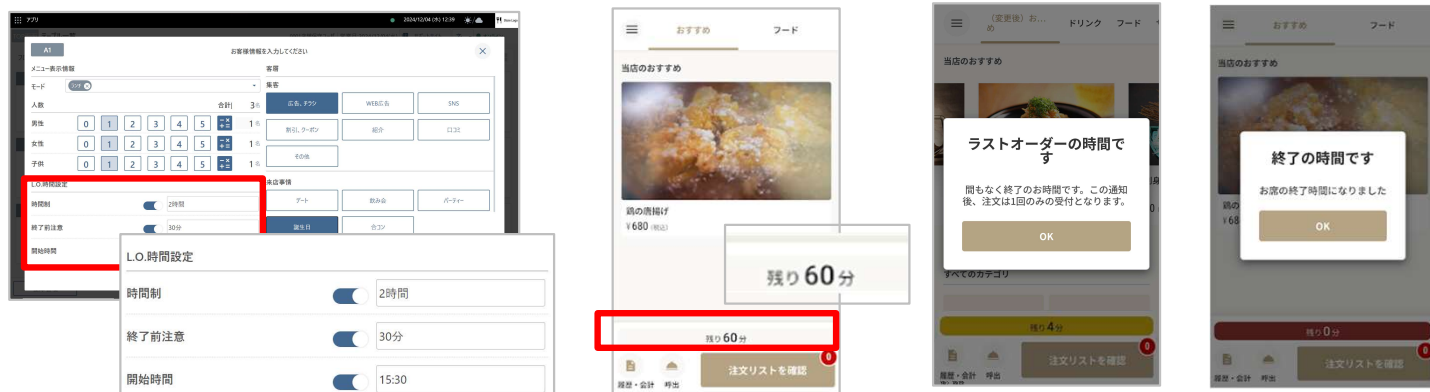 アプリ
2024/12/04 (水) 12:39
A1
お客様情報を入力してください
メニュー表示情報
モード ランチ
人数 合計 3名
男性 0 1 2 3 4 5 1名
女性 0 1 2 3 4 5 1名
子供 0 1 2 3 4 5 1名
L.O.時間設定
時間制 2時間
終了前注意 30分
開始時間
客層
集客
広告、チラシ WEB広告 SNS
割引、クーポン 紹介 口コミ
その他
来店事情
デート 飲み会 パーティー
誕生日 合コン
L.O.時間設定
時間制 2時間
終了前注意 30分
開始時間 15:30
おすすめ フード
当店のおすすめ
鶏の唐揚げ
¥680 (税込)
残り60分
残り60分
履歴・会計 呼出 注文リストを確認 0
(変更後) お...
め
ドリンク フード
当店のおすすめ
ラストオーダーの時間で
す
間もなく終了のお時間です。この通知
後、注文は1回のみの受付となります。
OK
すべてのカテゴリ
残り4分
履歴・会計 呼出 注文リストを確認 0
おすすめ フード
当店のおすすめ
終了の時間です
お席の終了時間になりました
OK
鶏の
¥68
残り0分
履歴・会計 呼出 注文リストを確認 0